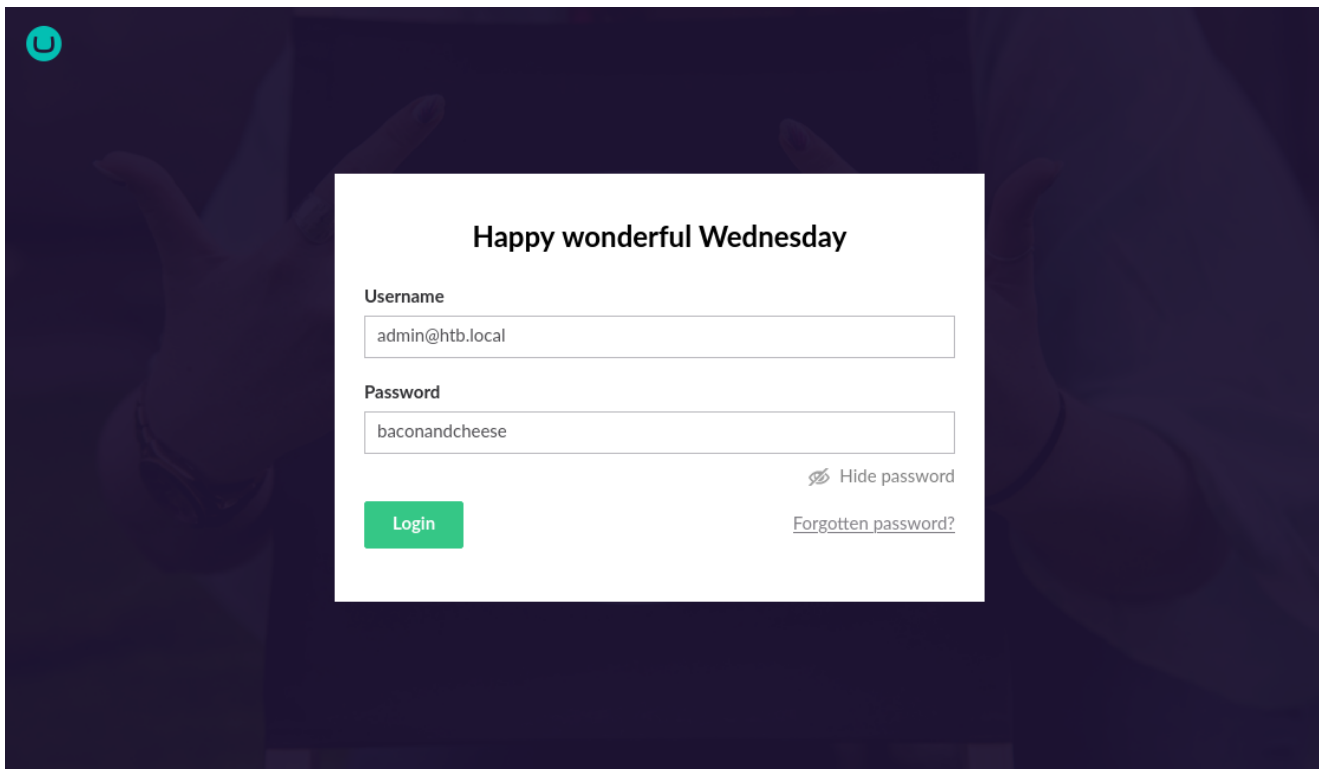 Happy wonderful Wednesday
Username
admin@htb.local
Password
baconandcheese
Hide password
Login
Forgotten password?